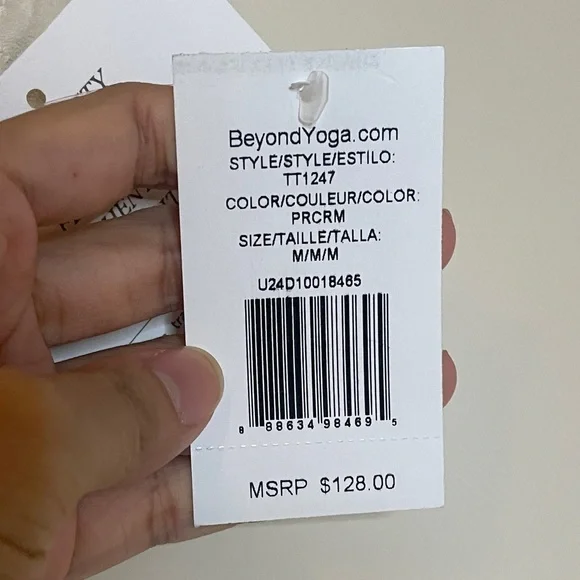 BeyondYoga.com
STYLE/STYLE/ESTILO:
TT1247
COLOR/COULEUR/COLOR:
PRCRM
SIZE/TAILLE/TALLA:
M/M/M
U24D10018465
8 88634 98469 5
MSRP $128.00